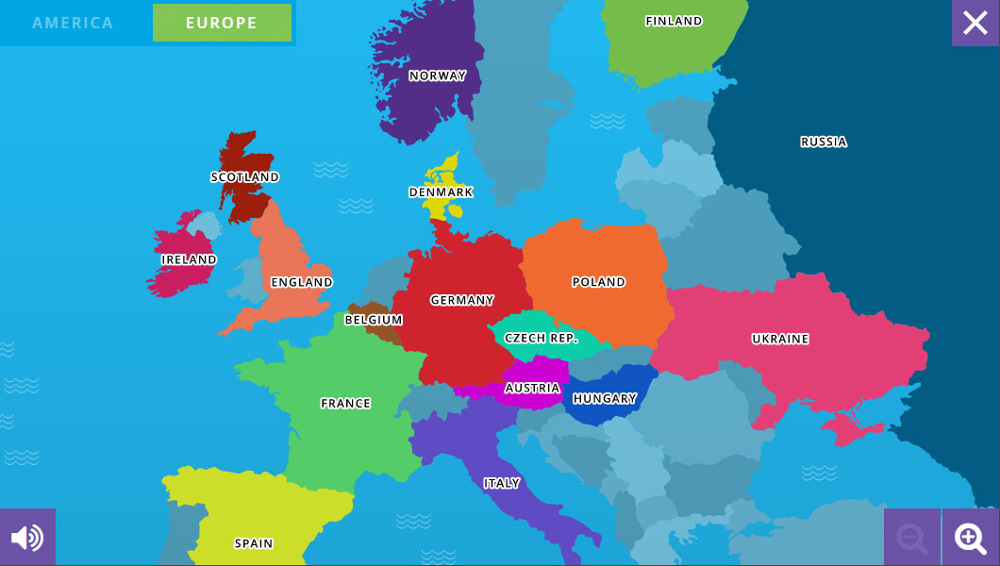 AMERICA
EUROPE
FINLAND
NORWAY
RUSSIA
SCOTLAND
DENMARK
IRELAND
ENGLAND
POLAND
GERMANY
BELGIUM
CZECH REP.
UKRAINE
AUSTRIA
HUNGARY
FRANCE
ITALY
SPAIN